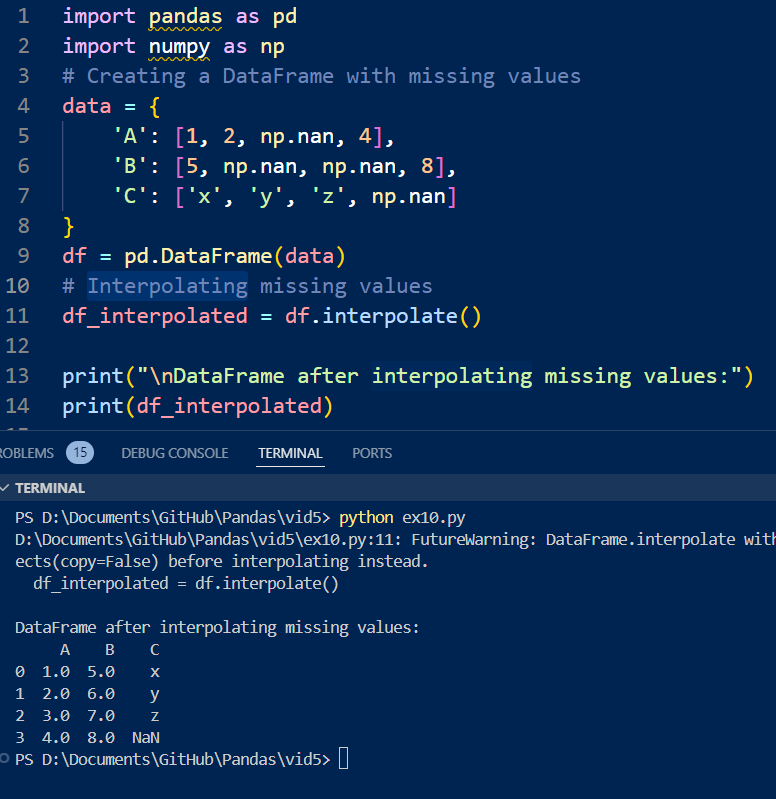 1 import pandas as pd
2 import numpy as np
3 # Creating a DataFrame with missing values
4 data = {
5     'A': [1, 2, np.nan, 4],
6     'B': [5, np.nan, np.nan, 8],
7     'C': ['x', 'y', 'z', np.nan]
8 }
9 df = pd.DataFrame(data)
10 # Interpolating missing values
11 df_interpolated = df.interpolate()
12
13 print("\nDataFrame after interpolating missing values:")
14 print(df_interpolated)
ROBLEMS 15 DEBUG CONSOLE TERMINAL PORTS
TERMINAL
PS D:\Documents\GitHub\Pandas\vid5> python ex10.py
D:\Documents\GitHub\Pandas\vid5\ex10.py:11: FutureWarning: DataFrame.interpolate with
ects(copy=False) before interpolating instead.
  df_interpolated = df.interpolate()
DataFrame after interpolating missing values:
     A    B    C
0  1.0  5.0    x
1  2.0  6.0    y
2  3.0  7.0    z
3  4.0  8.0  NaN
PS D:\Documents\GitHub\Pandas\vid5>